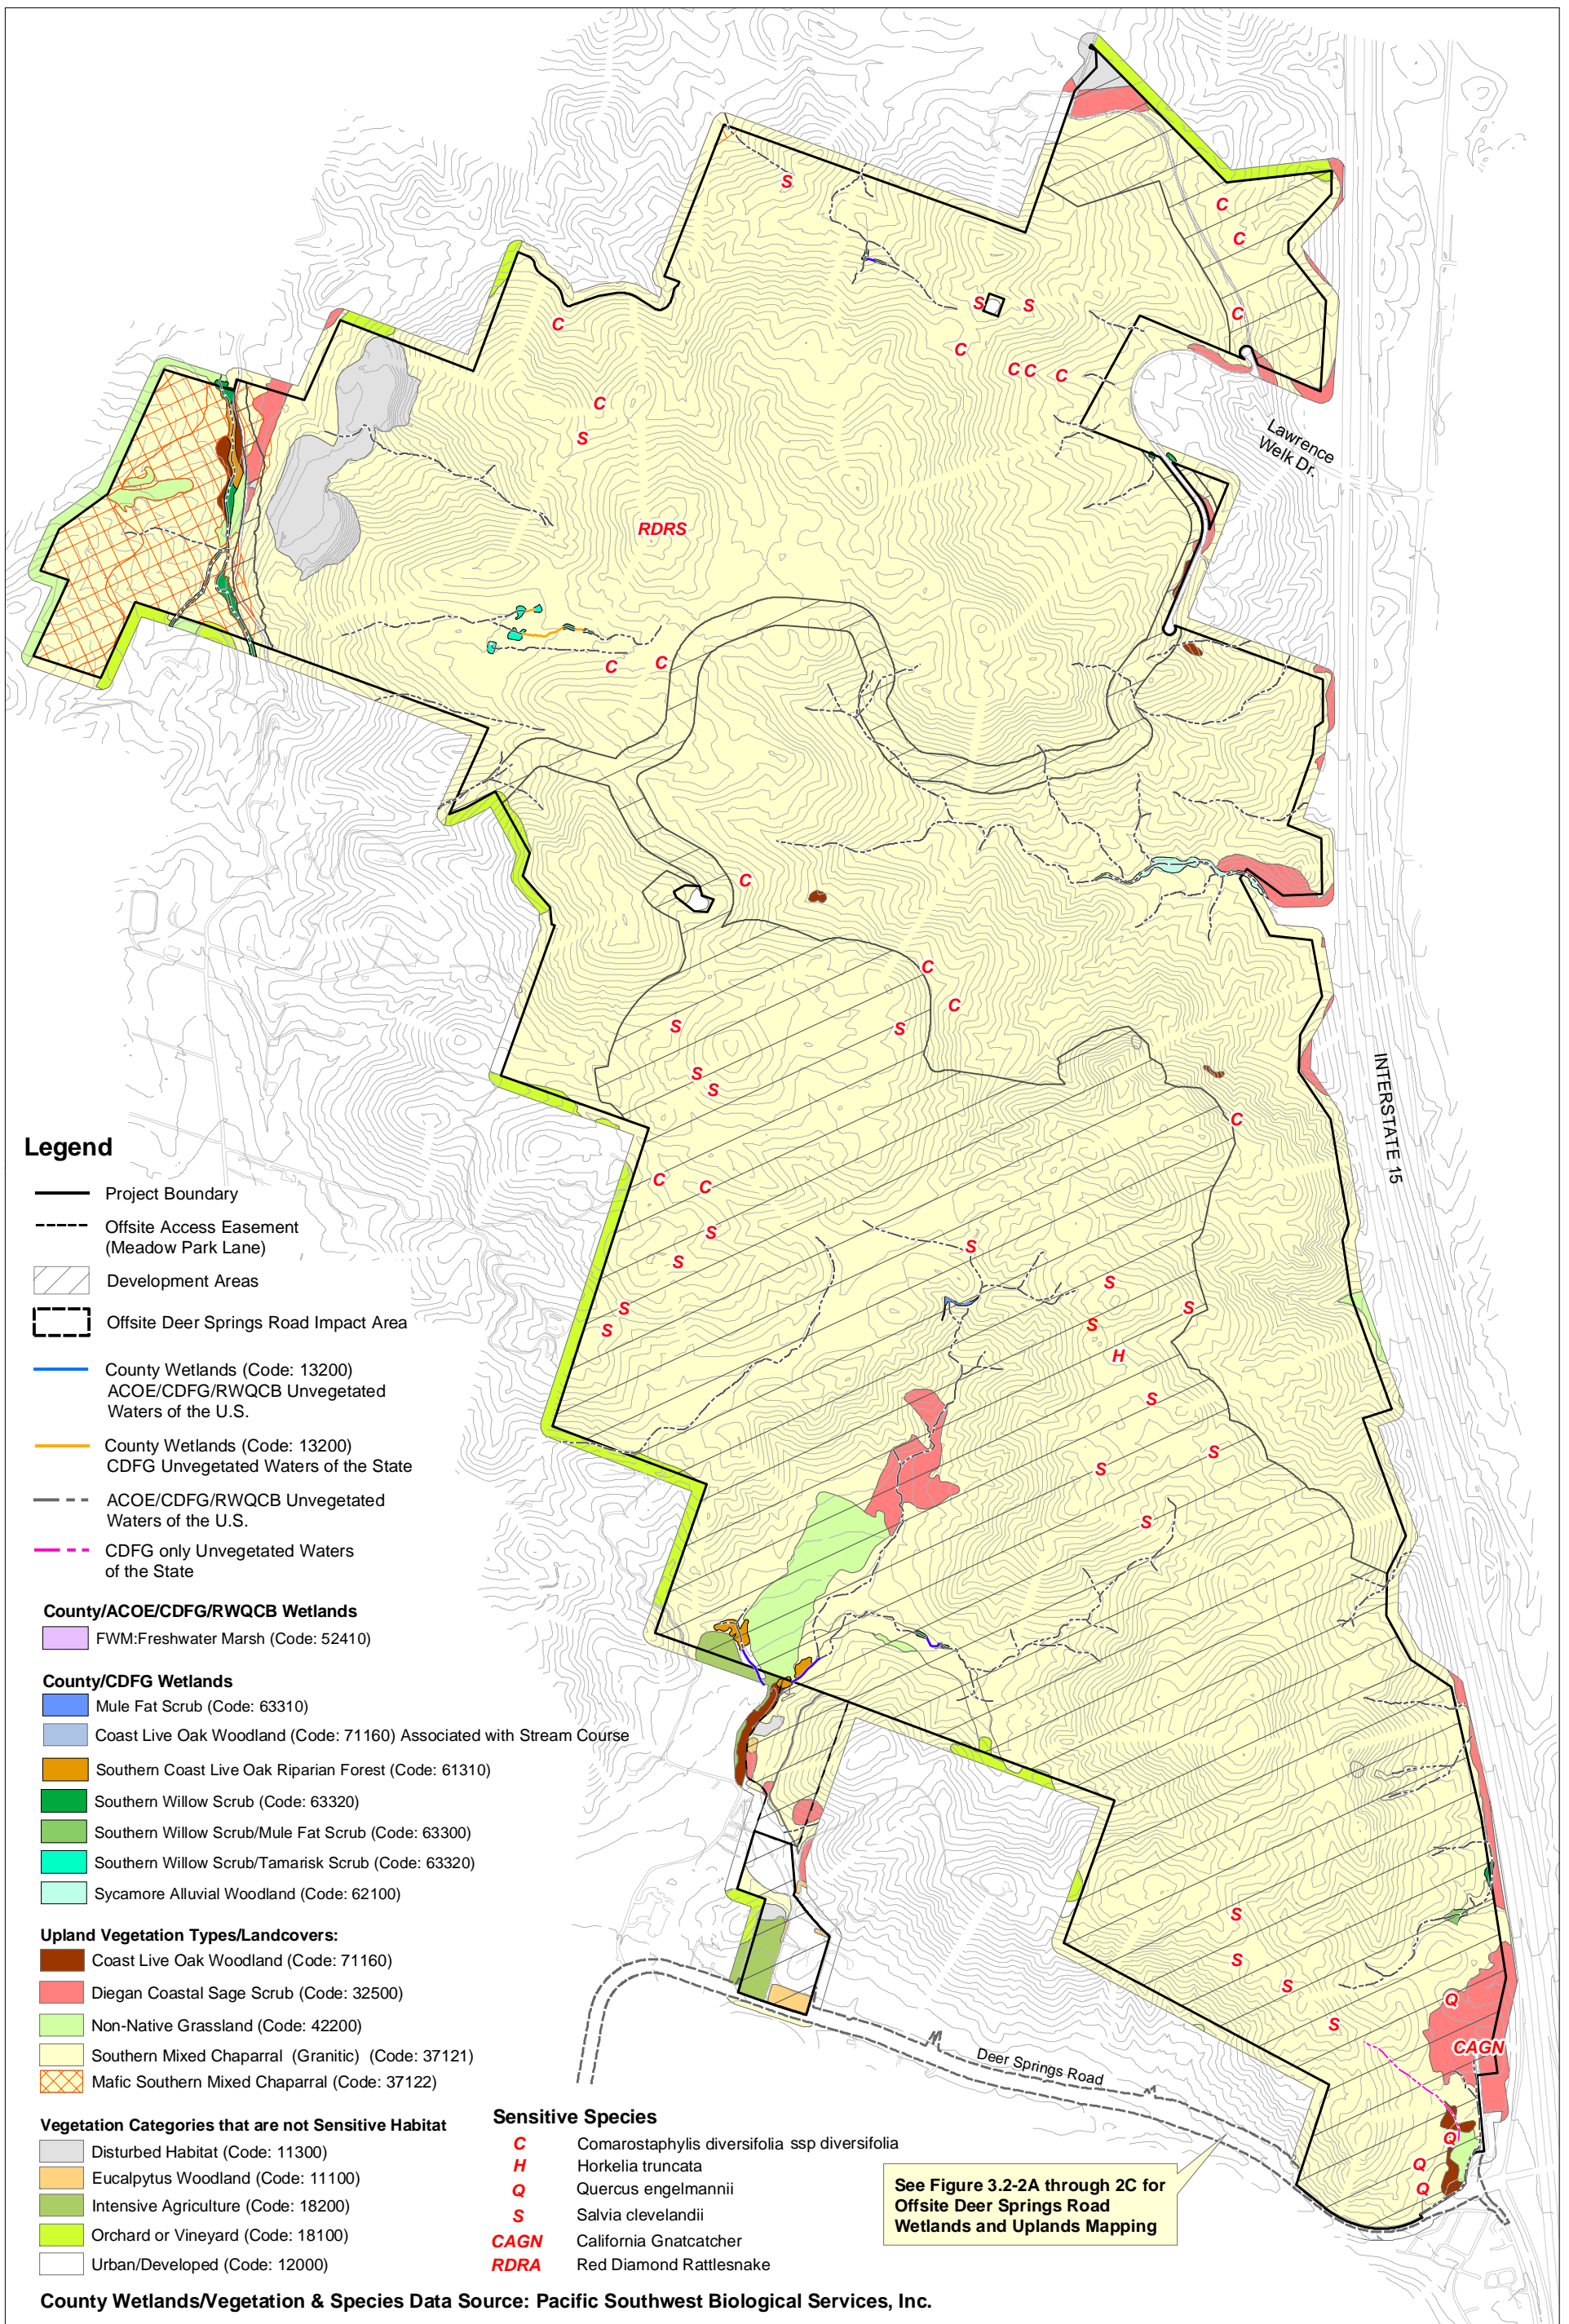 S
C
C
S
S
C
C
C
C C
C
C
C
S
Lawrence
Welk Dr.
RDRS
C
C
C
C
C
S
S
S
S
INTERSTATE 15
C
C
C
S
S
S
S
S
S
S
S
H
S
S
S
S
S
S
S
S
Q
CAGN
Q
Q
Q
Deer Springs Road
Legend
Project Boundary
Offsite Access Easement
(Meadow Park Lane)
Development Areas
Offsite Deer Springs Road Impact Area
County Wetlands (Code: 13200)
ACOE/CDFG/RWQCB Unvegetated
Waters of the U.S.
County Wetlands (Code: 13200)
CDFG Unvegetated Waters of the State
ACOE/CDFG/RWQCB Unvegetated
Waters of the U.S.
CDFG only Unvegetated Waters
of the State
County/ACOE/CDFG/RWQCB Wetlands
FWM:Freshwater Marsh (Code: 52410)
County/CDFG Wetlands
Mule Fat Scrub (Code: 63310)
Coast Live Oak Woodland (Code: 71160) Associated with Stream Course
Southern Coast Live Oak Riparian Forest (Code: 61310)
Southern Willow Scrub (Code: 63320)
Southern Willow Scrub/Mule Fat Scrub (Code: 63300)
Southern Willow Scrub/Tamarisk Scrub (Code: 63320)
Sycamore Alluvial Woodland (Code: 62100)
Upland Vegetation Types/Landcovers:
Coast Live Oak Woodland (Code: 71160)
Diegan Coastal Sage Scrub (Code: 32500)
Non-Native Grassland (Code: 42200)
Southern Mixed Chaparral (Granitic) (Code: 37121)
Mafic Southern Mixed Chaparral (Code: 37122)
Vegetation Categories that are not Sensitive Habitat
Disturbed Habitat (Code: 11300)
Eucalpytus Woodland (Code: 11100)
Intensive Agriculture (Code: 18200)
Orchard or Vineyard (Code: 18100)
Urban/Developed (Code: 12000)
Sensitive Species
C Comarostaphylis diversifolia ssp diversifolia
H Horkelia truncata
Q Quercus engelmannii
S Salvia clevelandii
CAGN California Gnatcatcher
RDRA Red Diamond Rattlesnake
See Figure 3.2-2A through 2C for
Offsite Deer Springs Road
Wetlands and Uplands Mapping
County Wetlands/Vegetation & Species Data Source: Pacific Southwest Biological Services, Inc.